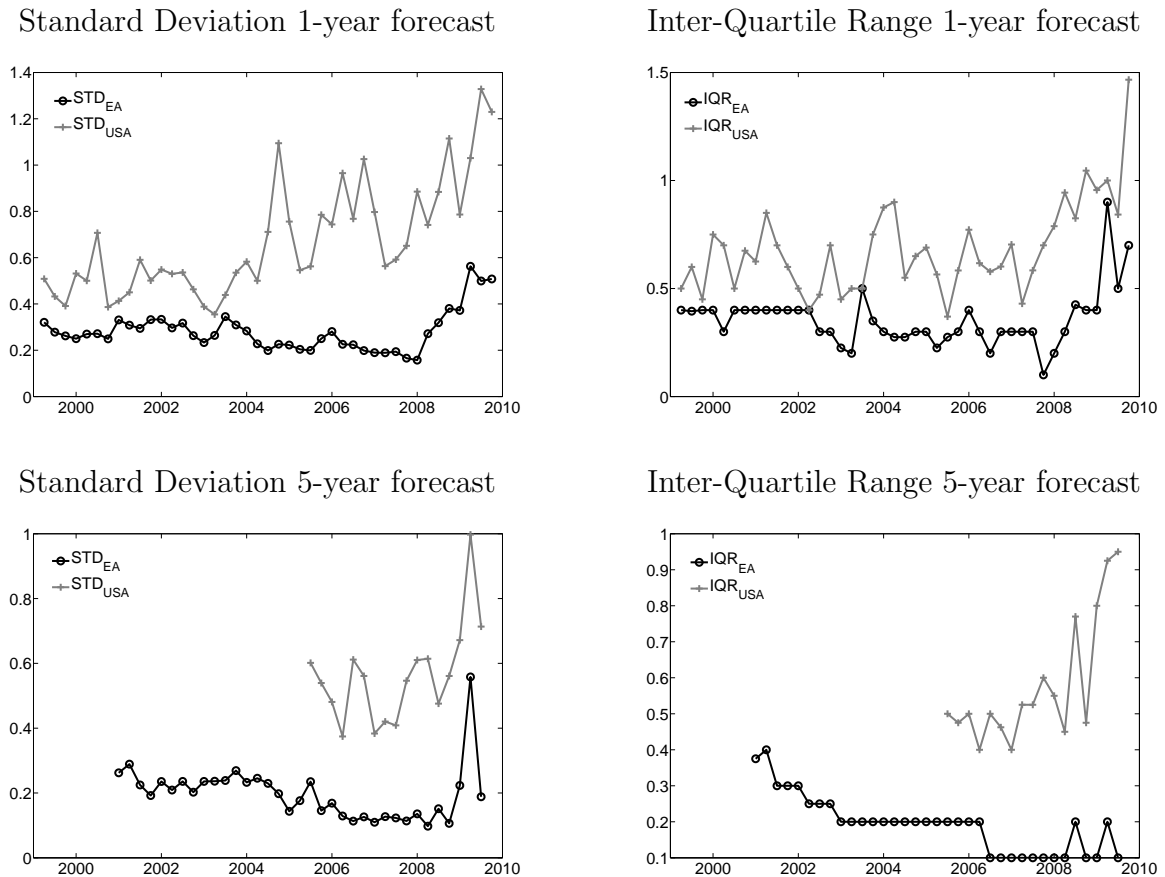 Standard Deviation 1-year forecast
1.4
1.2
1
0.8
0.6
0.4
0.2
0
STD_EA
STD_USA
2000 2002 2004 2006 2008 2010
Inter-Quartile Range 1-year forecast
1.5
1
0.5
0
IQR_EA
IQR_USA
2000 2002 2004 2006 2008 2010
Standard Deviation 5-year forecast
1
0.8
0.6
0.4
0.2
0
STD_EA
STD_USA
2000 2002 2004 2006 2008 2010
Inter-Quartile Range 5-year forecast
1
0.9
0.8
0.7
0.6
0.5
0.4
0.3
0.2
0.1
IQR_EA
IQR_USA
2000 2002 2004 2006 2008 2010